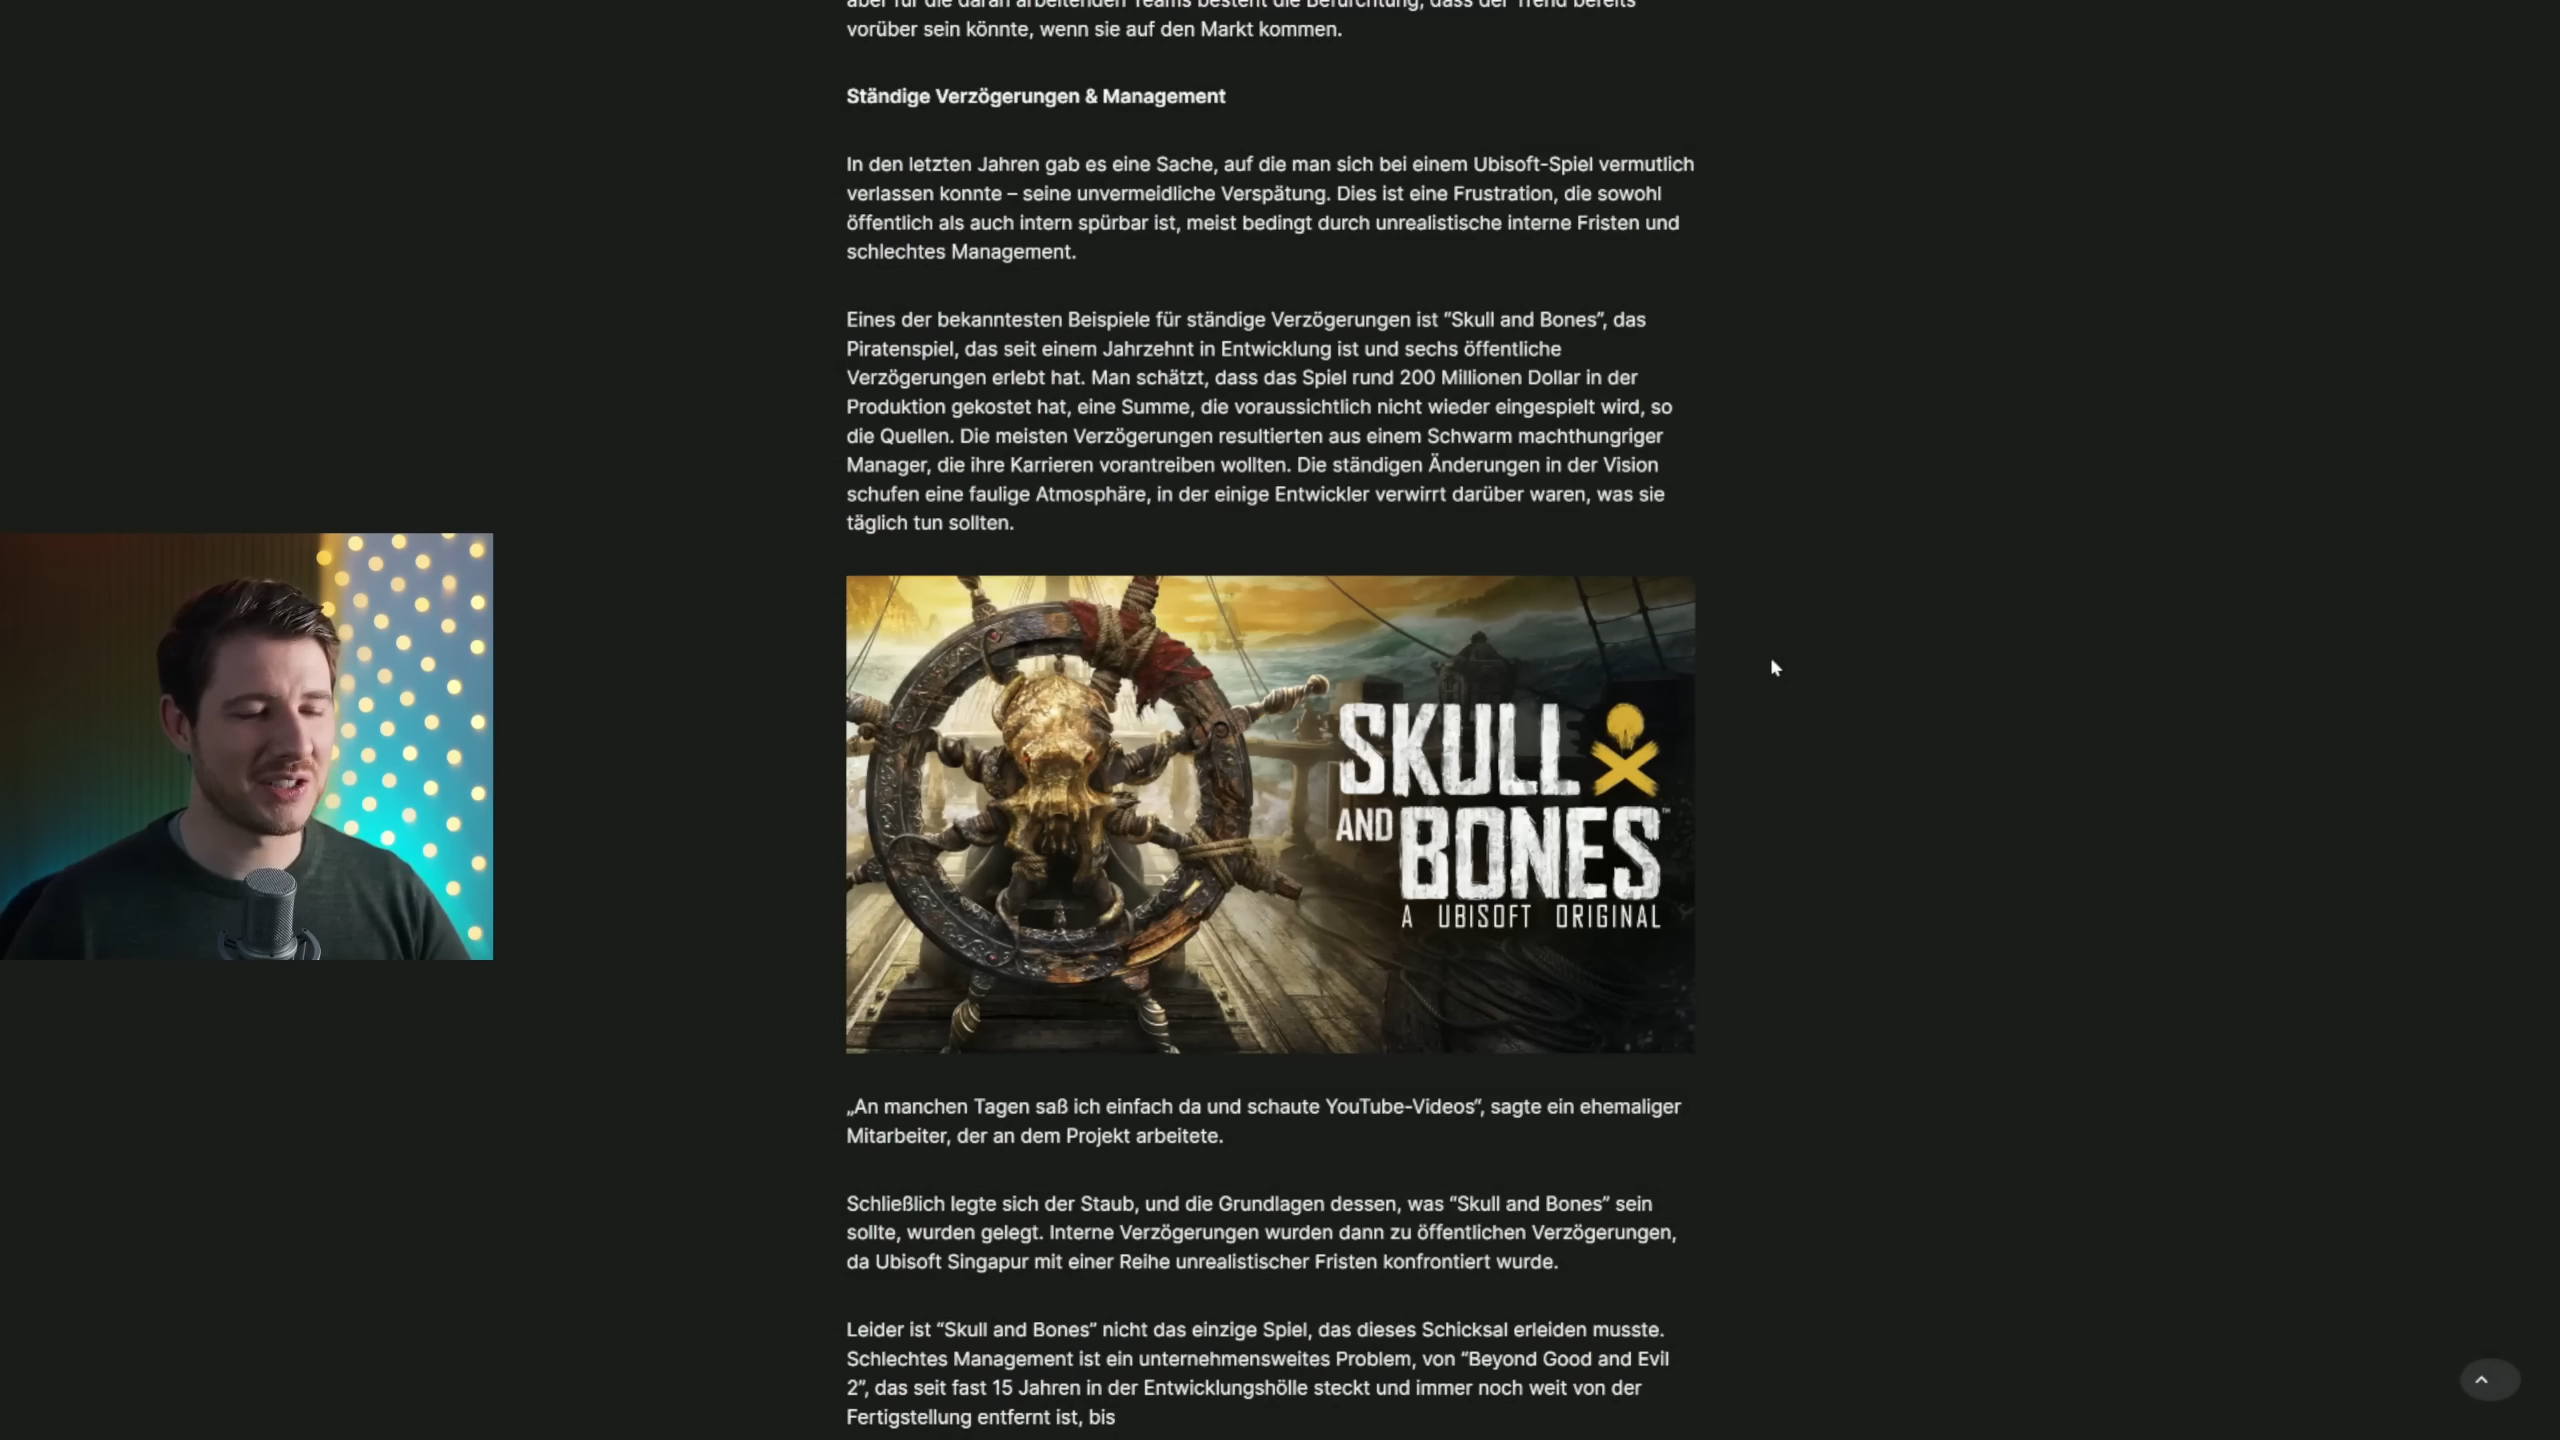 aber für die daran arbeitenden Teams besteht die Befürchtung, dass der Trend bereits
vorüber sein könnte, wenn sie auf den Markt kommen.
Ständige Verzögerungen & Management
In den letzten Jahren gab es eine Sache, auf die man sich bei einem Ubisoft-Spiel vermutlich
verlassen konnte – seine unvermeidliche Verspätung. Dies ist eine Frustration, die sowohl
öffentlich als auch intern spürbar ist, meist bedingt durch unrealistische interne Fristen und
schlechtes Management.
Eines der bekanntesten Beispiele für ständige Verzögerungen ist “Skull and Bones”, das
Piratenspiel, das seit einem Jahrzehnt in Entwicklung ist und sechs öffentliche
Verzögerungen erlebt hat. Man schätzt, dass das Spiel rund 200 Millionen Dollar in der
Produktion gekostet hat, eine Summe, die voraussichtlich nicht wieder eingespielt wird, so
die Quellen. Die meisten Verzögerungen resultierten aus einem Schwarm machthungriger
Manager, die ihre Karrieren vorantreiben wollten. Die ständigen Änderungen in der Vision
schufen eine faulige Atmosphäre, in der einige Entwickler verwirrt darüber waren, was sie
täglich tun sollten.
SKULL
AND BONES™
A UBISOFT ORIGINAL
„An manchen Tagen saß ich einfach da und schaute YouTube-Videos“, sagte ein ehemaliger
Mitarbeiter, der an dem Projekt arbeitete.
Schließlich legte sich der Staub, und die Grundlagen dessen, was “Skull and Bones” sein
sollte, wurden gelegt. Interne Verzögerungen wurden dann zu öffentlichen Verzögerungen,
da Ubisoft Singapur mit einer Reihe unrealistischer Fristen konfrontiert wurde.
Leider ist “Skull and Bones” nicht das einzige Spiel, das dieses Schicksal erleiden musste.
Schlechtes Management ist ein unternehmensweites Problem, von “Beyond Good and Evil
2”, das seit fast 15 Jahren in der Entwicklungshölle steckt und immer noch weit von der
Fertigstellung entfernt ist, bis